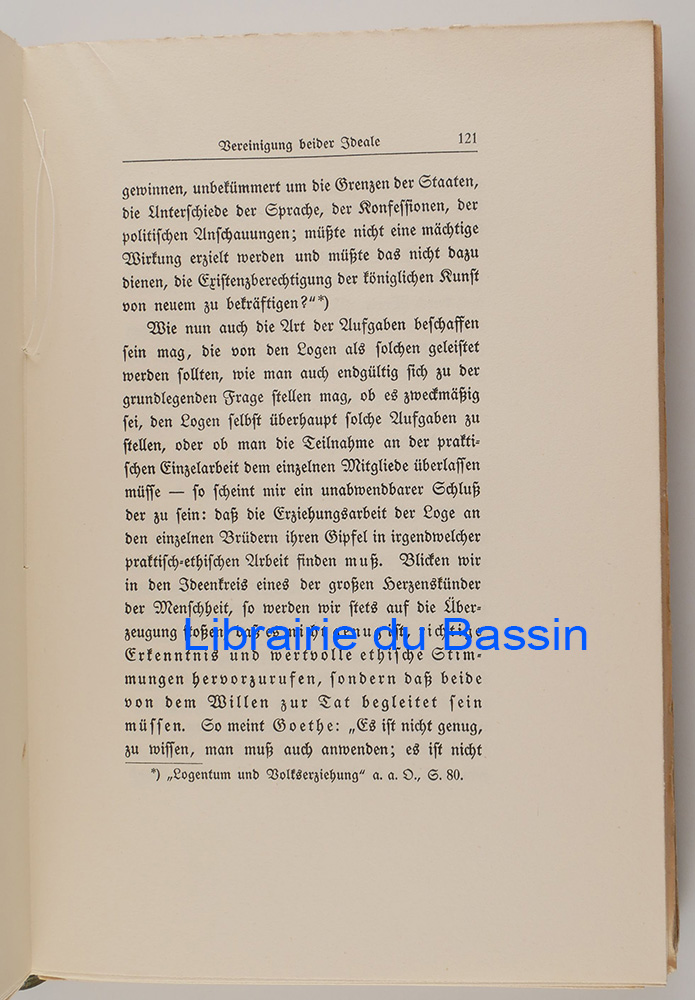 Vereinigung beider Ideale 121
gewinnen, unbekümmert um die Grenzen der Staaten,
die Unterschiede der Sprache, der Konfessionen, der
politischen Anschauungen; müßte nicht eine mächtige
Wirkung erzielt werden und müßte das nicht dazu
dienen, die Existenzberechtigung der königlichen Kunst
von neuem zu bekräftigen?“*)
Wie nun auch die Art der Aufgaben beschaffen
sein mag, die von den Logen als solchen geleistet
werden sollten, wie man auch endgültig sich zu der
grundlegenden Frage stellen mag, ob es zweckmäßig
sei, den Logen selbst überhaupt solche Aufgaben zu
stellen, oder ob man die Teilnahme an der prakti-
schen Einzelarbeit dem einzelnen Mitgliede überlassen
müsse — so scheint mir ein unabwendbarer Schluß
der zu sein: daß die Erziehungsarbeit der Loge an
den einzelnen Brüdern ihren Gipfel in irgendwelcher
praktisch-ethischen Arbeit finden muß. Blicken wir
in den Ideenkreis eines der großen Herzenskünder
der Menschheit, so werden wir stets auf die Über-
zeugung stoßen, daß es nicht genug ist, richtige
Librairie du Bassin
Erkenntnis und wertvolle ethische Stim-
mungen hervorzurufen, sondern daß beide
von dem Willen zur Tat begleitet sein
müssen. So meint Goethe: „Es ist nicht genug,
zu wissen, man muß auch anwenden; es ist nicht
*) „Logentum und Volkserziehung“ a. a. O., S. 80.